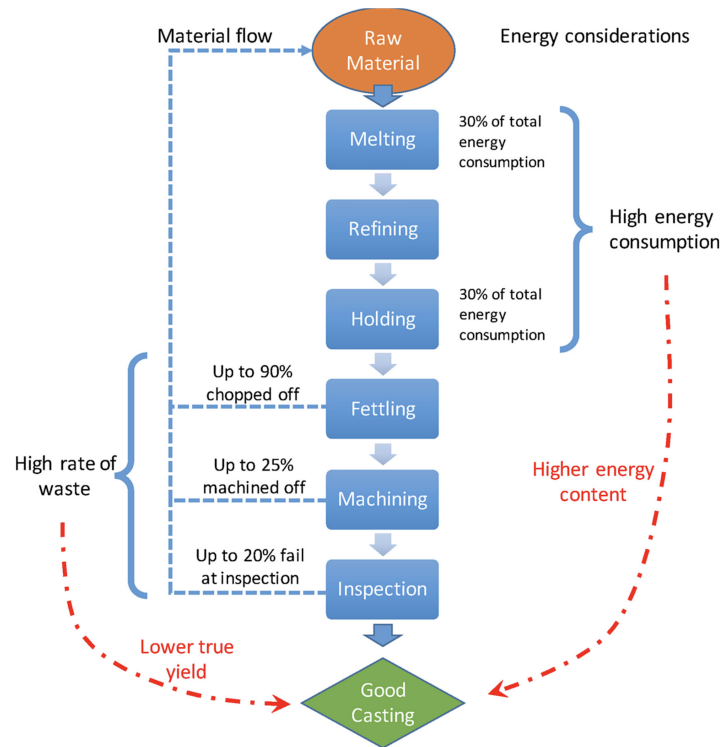 Material flow
Raw
Material
Energy considerations
Melting
30% of total
energy
consumption
Refining
High energy
consumption
Holding
30% of total
energy
consumption
Up to 90%
chopped off
Fettling
High rate of
waste
Up to 25%
machined off
Machining
Higher energy
content
Up to 20% fail
at inspection
Inspection
Lower true
yield
Good
Casting